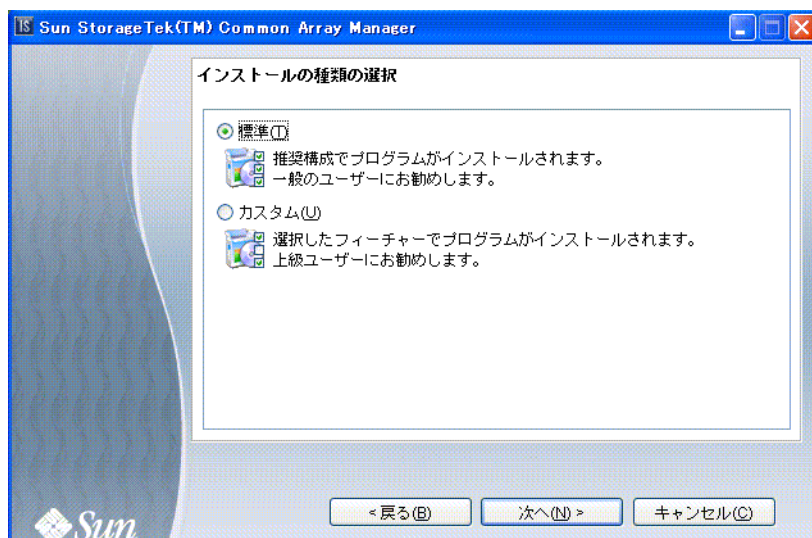 Sun StorageTek(TM) Common Array Manager
インストールの種類の選択
標準(T)
推奨構成でプログラムがインストールされます。
一般のユーザーにお勧めします。
カスタム(U)
選択したフィーチャーでプログラムがインストールされます。
上級ユーザーにお勧めします。
<戻る(B)
次へ(N) >
キャンセル(C)
Sun